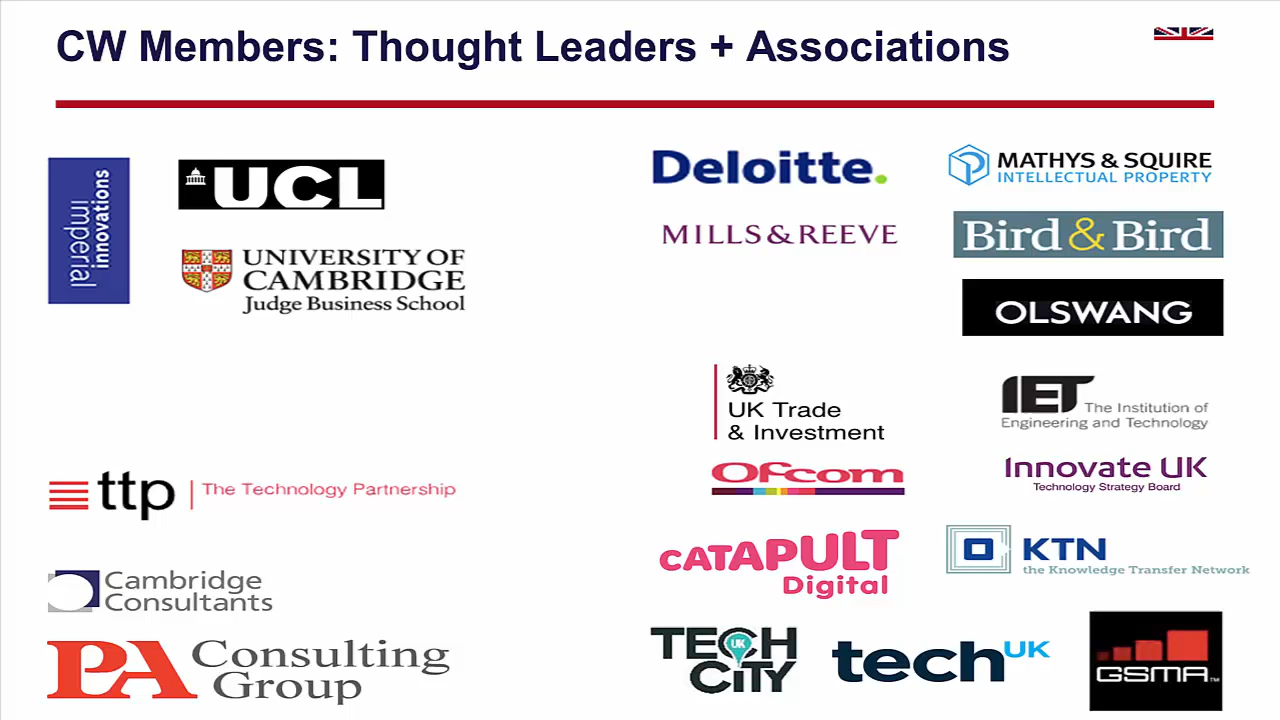 CW Members: Thought Leaders + Associations
imperial
innovations
UCL
UNIVERSITY OF
CAMBRIDGE
Judge Business School
Deloitte.
MATHYS & SQUIRE
INTELLECTUAL PROPERTY
MILLS & REEVE
Bird & Bird
OLSWANG
UK Trade
& Investment
IET The Institution of
Engineering and Technology
ttp The Technology Partnership
Ofcom
Innovate UK
Technology Strategy Board
CATAPULT
Digital
KTN
the Knowledge Transfer Network
Cambridge
Consultants
PA Consulting
Group
TECH
UK
CITY
techUK
GSMA™